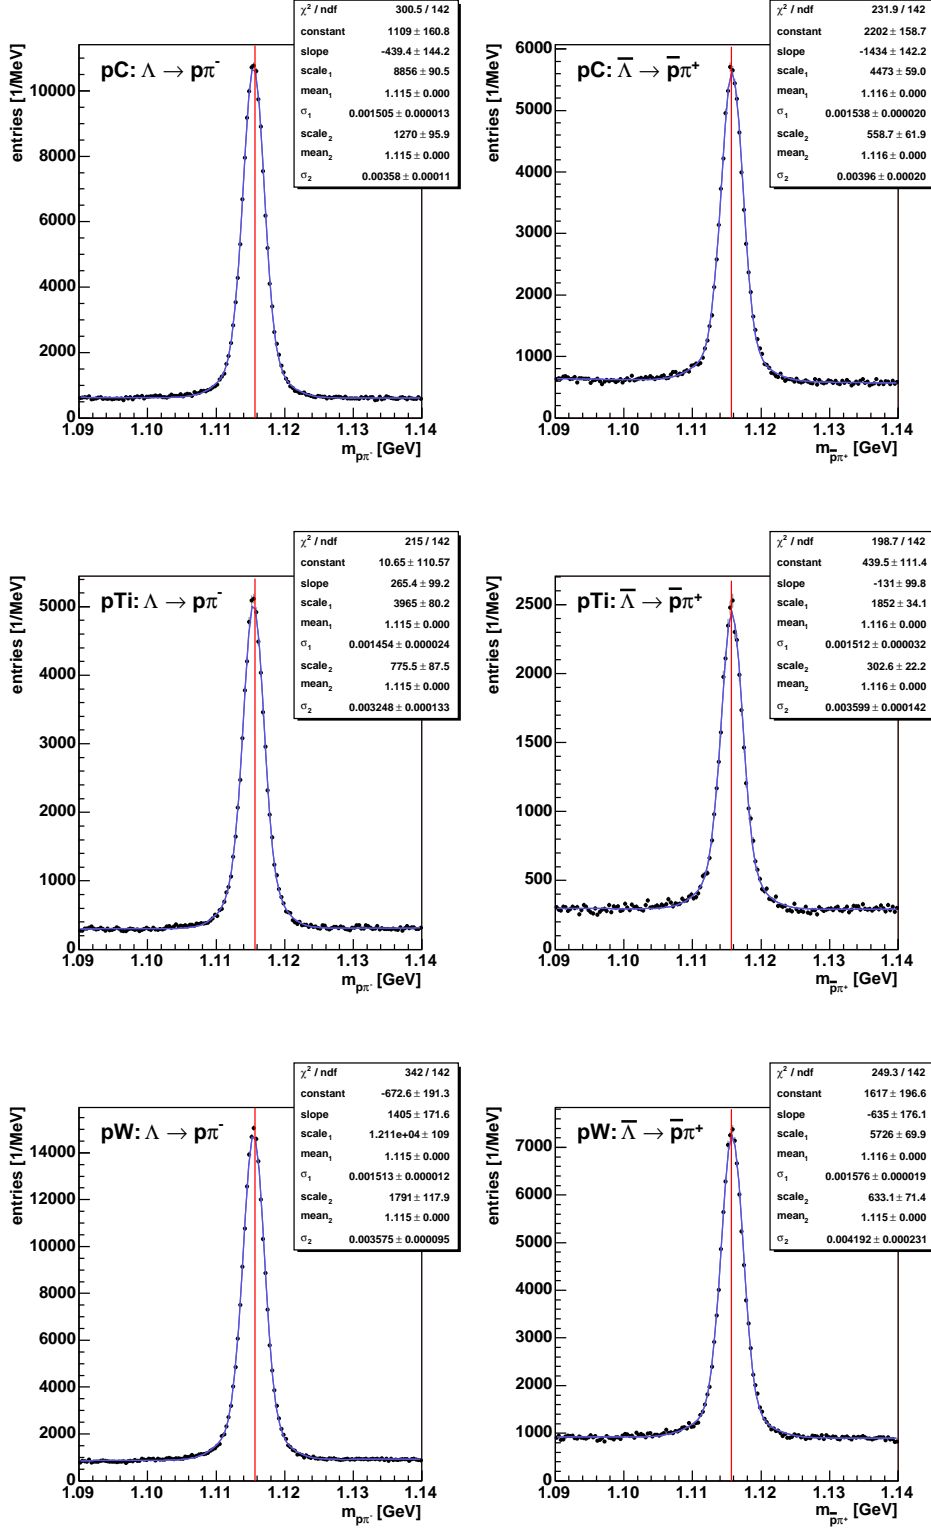 χ² / ndf 300.5 / 142
constant 1109 ± 160.8
slope -439.4 ± 144.2
scale₁ 8856 ± 90.5
mean₁ 1.115 ± 0.000
σ₁ 0.001505 ± 0.000013
scale₂ 1270 ± 95.9
mean₂ 1.115 ± 0.000
σ₂ 0.00358 ± 0.00011
pC: Λ → pπ⁻
entries [1/MeV]
10000
8000
6000
4000
2000
0
1.09 1.10 1.11 1.12 1.13 1.14
m_pπ⁻ [GeV]
χ² / ndf 231.9 / 142
constant 2202 ± 158.7
slope -1434 ± 142.2
scale₁ 4473 ± 59.0
mean₁ 1.116 ± 0.000
σ₁ 0.001538 ± 0.000020
scale₂ 558.7 ± 61.9
mean₂ 1.116 ± 0.000
σ₂ 0.00396 ± 0.00020
pC: Λ̅ → p̅π⁺
entries [1/MeV]
6000
5000
4000
3000
2000
1000
0
1.09 1.10 1.11 1.12 1.13 1.14
m_p̅π⁺ [GeV]
χ² / ndf 215 / 142
constant 10.65 ± 110.57
slope 265.4 ± 99.2
scale₁ 3965 ± 80.2
mean₁ 1.115 ± 0.000
σ₁ 0.001454 ± 0.000024
scale₂ 775.5 ± 87.5
mean₂ 1.115 ± 0.000
σ₂ 0.003248 ± 0.000133
pTi: Λ → pπ⁻
entries [1/MeV]
5000
4000
3000
2000
1000
0
1.09 1.10 1.11 1.12 1.13 1.14
m_pπ⁻ [GeV]
χ² / ndf 198.7 / 142
constant 439.5 ± 111.4
slope -131 ± 99.8
scale₁ 1852 ± 34.1
mean₁ 1.116 ± 0.000
σ₁ 0.001512 ± 0.000032
scale₂ 302.6 ± 22.2
mean₂ 1.116 ± 0.000
σ₂ 0.003599 ± 0.000142
pTi: Λ̅ → p̅π⁺
entries [1/MeV]
2500
2000
1500
1000
500
0
1.09 1.10 1.11 1.12 1.13 1.14
m_p̅π⁺ [GeV]
χ² / ndf 342 / 142
constant -672.6 ± 191.3
slope 1405 ± 171.6
scale₁ 1.211e+04 ± 109
mean₁ 1.115 ± 0.000
σ₁ 0.001513 ± 0.000012
scale₂ 1791 ± 117.9
mean₂ 1.115 ± 0.000
σ₂ 0.003575 ± 0.000095
pW: Λ → pπ⁻
entries [1/MeV]
14000
12000
10000
8000
6000
4000
2000
0
1.09 1.10 1.11 1.12 1.13 1.14
m_pπ⁻ [GeV]
χ² / ndf 249.3 / 142
constant 1617 ± 196.6
slope -635 ± 176.1
scale₁ 5726 ± 69.9
mean₁ 1.116 ± 0.000
σ₁ 0.001576 ± 0.000019
scale₂ 633.1 ± 71.4
mean₂ 1.115 ± 0.000
σ₂ 0.004192 ± 0.000231
pW: Λ̅ → p̅π⁺
entries [1/MeV]
7000
6000
5000
4000
3000
2000
1000
0
1.09 1.10 1.11 1.12 1.13 1.14
m_p̅π⁺ [GeV]